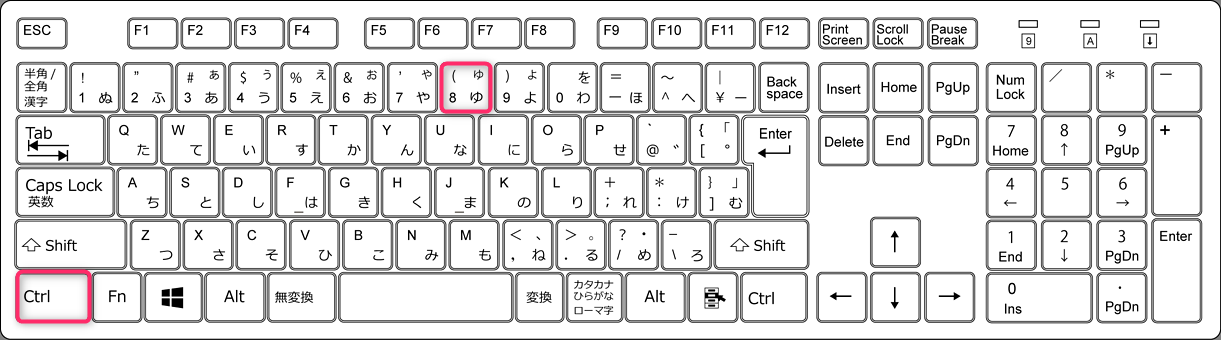 ESC F1 F2 F3 F4 F5 F6 F7 F8 F9 F10 F11 F12 Print Screen Scroll Lock Pause Break 9 A ⬇
半角/全角 漢字 ! 1 ぬ " 2 ふ # ぁ 3 あ $ ぅ 4 う % ぇ 5 え & ぉ 6 お ' ゃ 7 や ( ゅ 8 ゆ ) ょ 9 よ を 0 わ = － ほ ～ ^ へ | ￥ ー Back space Insert Home PgUp Num Lock ／ ＊ －
Tab Q た W て E い R す T か Y ん U な I に O ら P せ ` @ ゛ { 「 [ ゜ Enter Delete End PgDn 7 Home 8 ↑ 9 PgUp +
Caps Lock 英数 A ち S と D し F _は G き H く J _ま K の L り + ; れ * : け } 」 ] む 4 ← 5 6 →
Shift Z つ X さ C そ V ひ B こ N み M も < 、 , ね > 。 . る ? ・ / め _ \ ろ Shift ↑ 1 End 2 ↓ 3 PgDn Enter
Ctrl Fn Alt 無変換 変換 カタカナ ひらがな ローマ字 Alt Ctrl ← ↓ → 0 Ins . PgDn